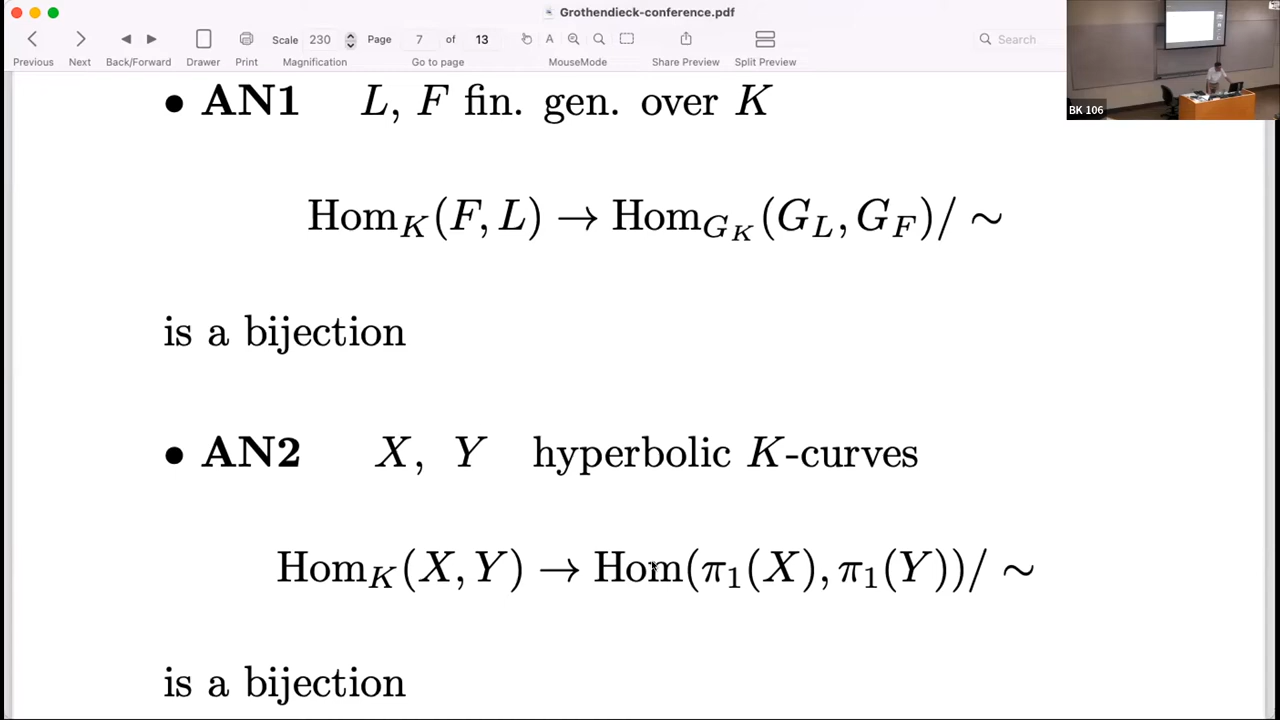 Grothendieck-conference.pdf
Previous Next Back/Forward Drawer Print Scale 230 Magnification Page 7 of 13 Go to page MouseMode Share Preview Split Preview Search
BK 106
• AN1 L, F fin. gen. over K
Hom_K(F, L) → Hom_{G_K}(G_L, G_F)/ ∼
is a bijection
• AN2 X, Y hyperbolic K-curves
Hom_K(X, Y) → Hom(π₁(X), π₁(Y))/ ∼
is a bijection